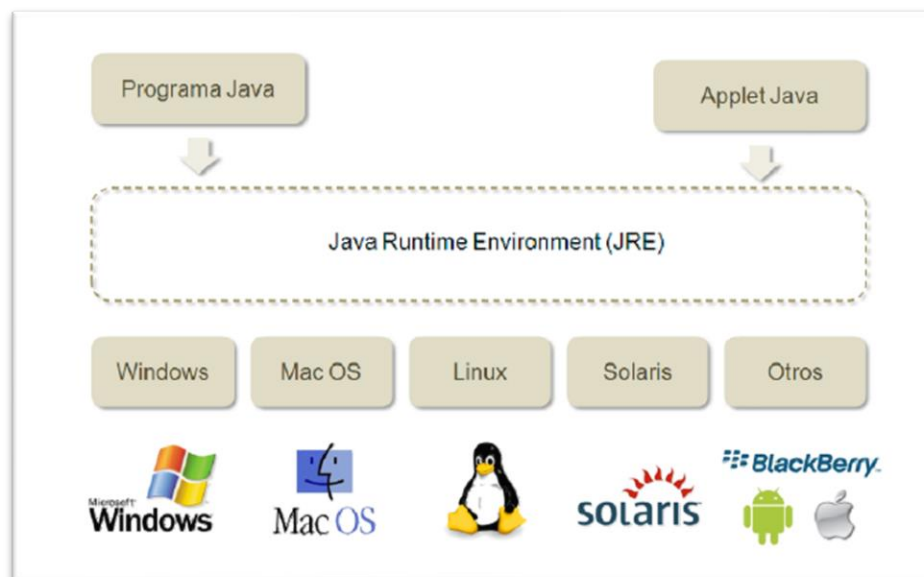 Programa Java
Applet Java
Java Runtime Environment (JRE)
Windows
Mac OS
Linux
Solaris
Otros
BlackBerry
Microsoft
Windows
Mac OS
solaris